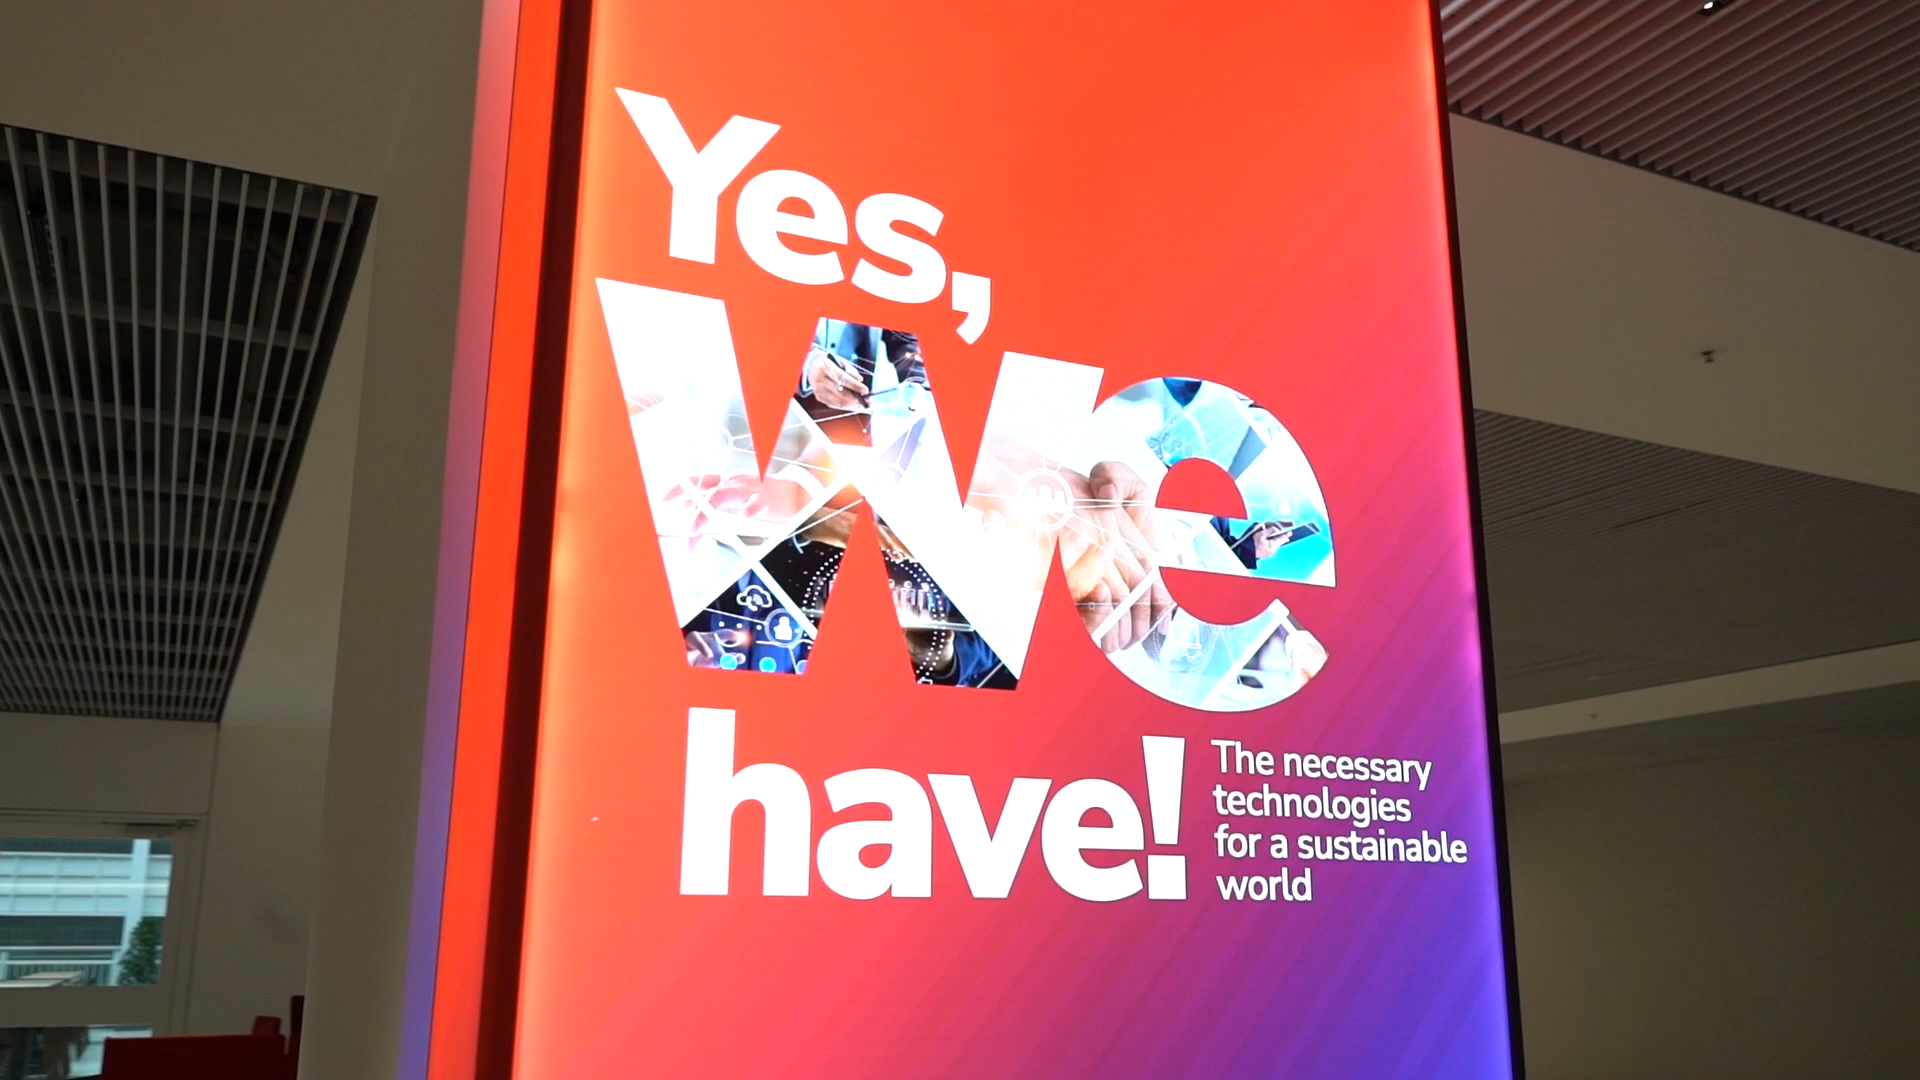 Yes,
We
have!
The necessary
technologies
for a sustainable
world